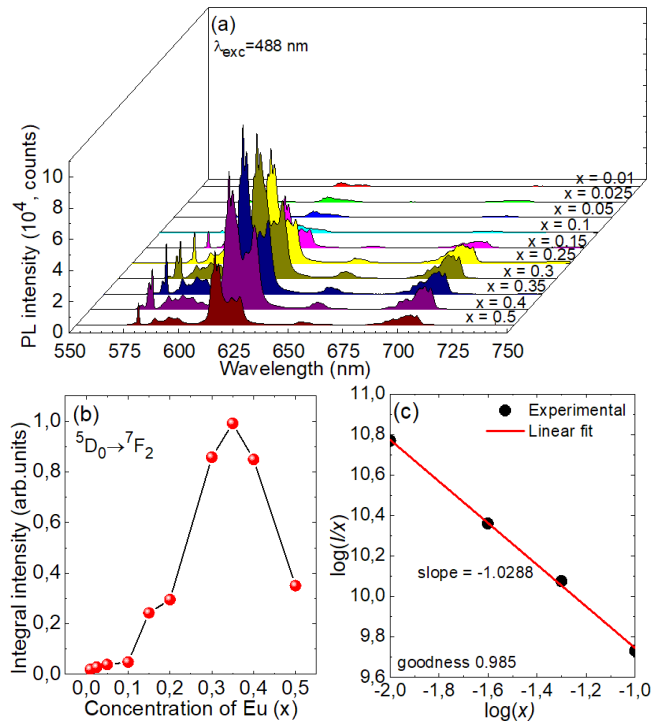 (a)
λexc=488 nm
10
8
6
4
2
0
PL intensity (10⁴, counts)
x = 0.01
x = 0.025
x = 0.05
x = 0.1
x = 0.15
x = 0.25
x = 0.3
x = 0.35
x = 0.4
x = 0.5
550 575 600 625 650 675 700 725 750
Wavelength (nm)
(b)
⁵D₀→⁷F₂
1,0
0,8
0,6
0,4
0,2
0,0
Integral intensity (arb.units)
0,0 0,1 0,2 0,3 0,4 0,5
Concentration of Eu (x)
(c)
Experimental
Linear fit
11,0
10,8
10,6
10,4
10,2
10,0
9,8
9,6
log(I/x)
slope = -1.0288
goodness 0.985
-2,0 -1,8 -1,6 -1,4 -1,2 -1,0
log(x)